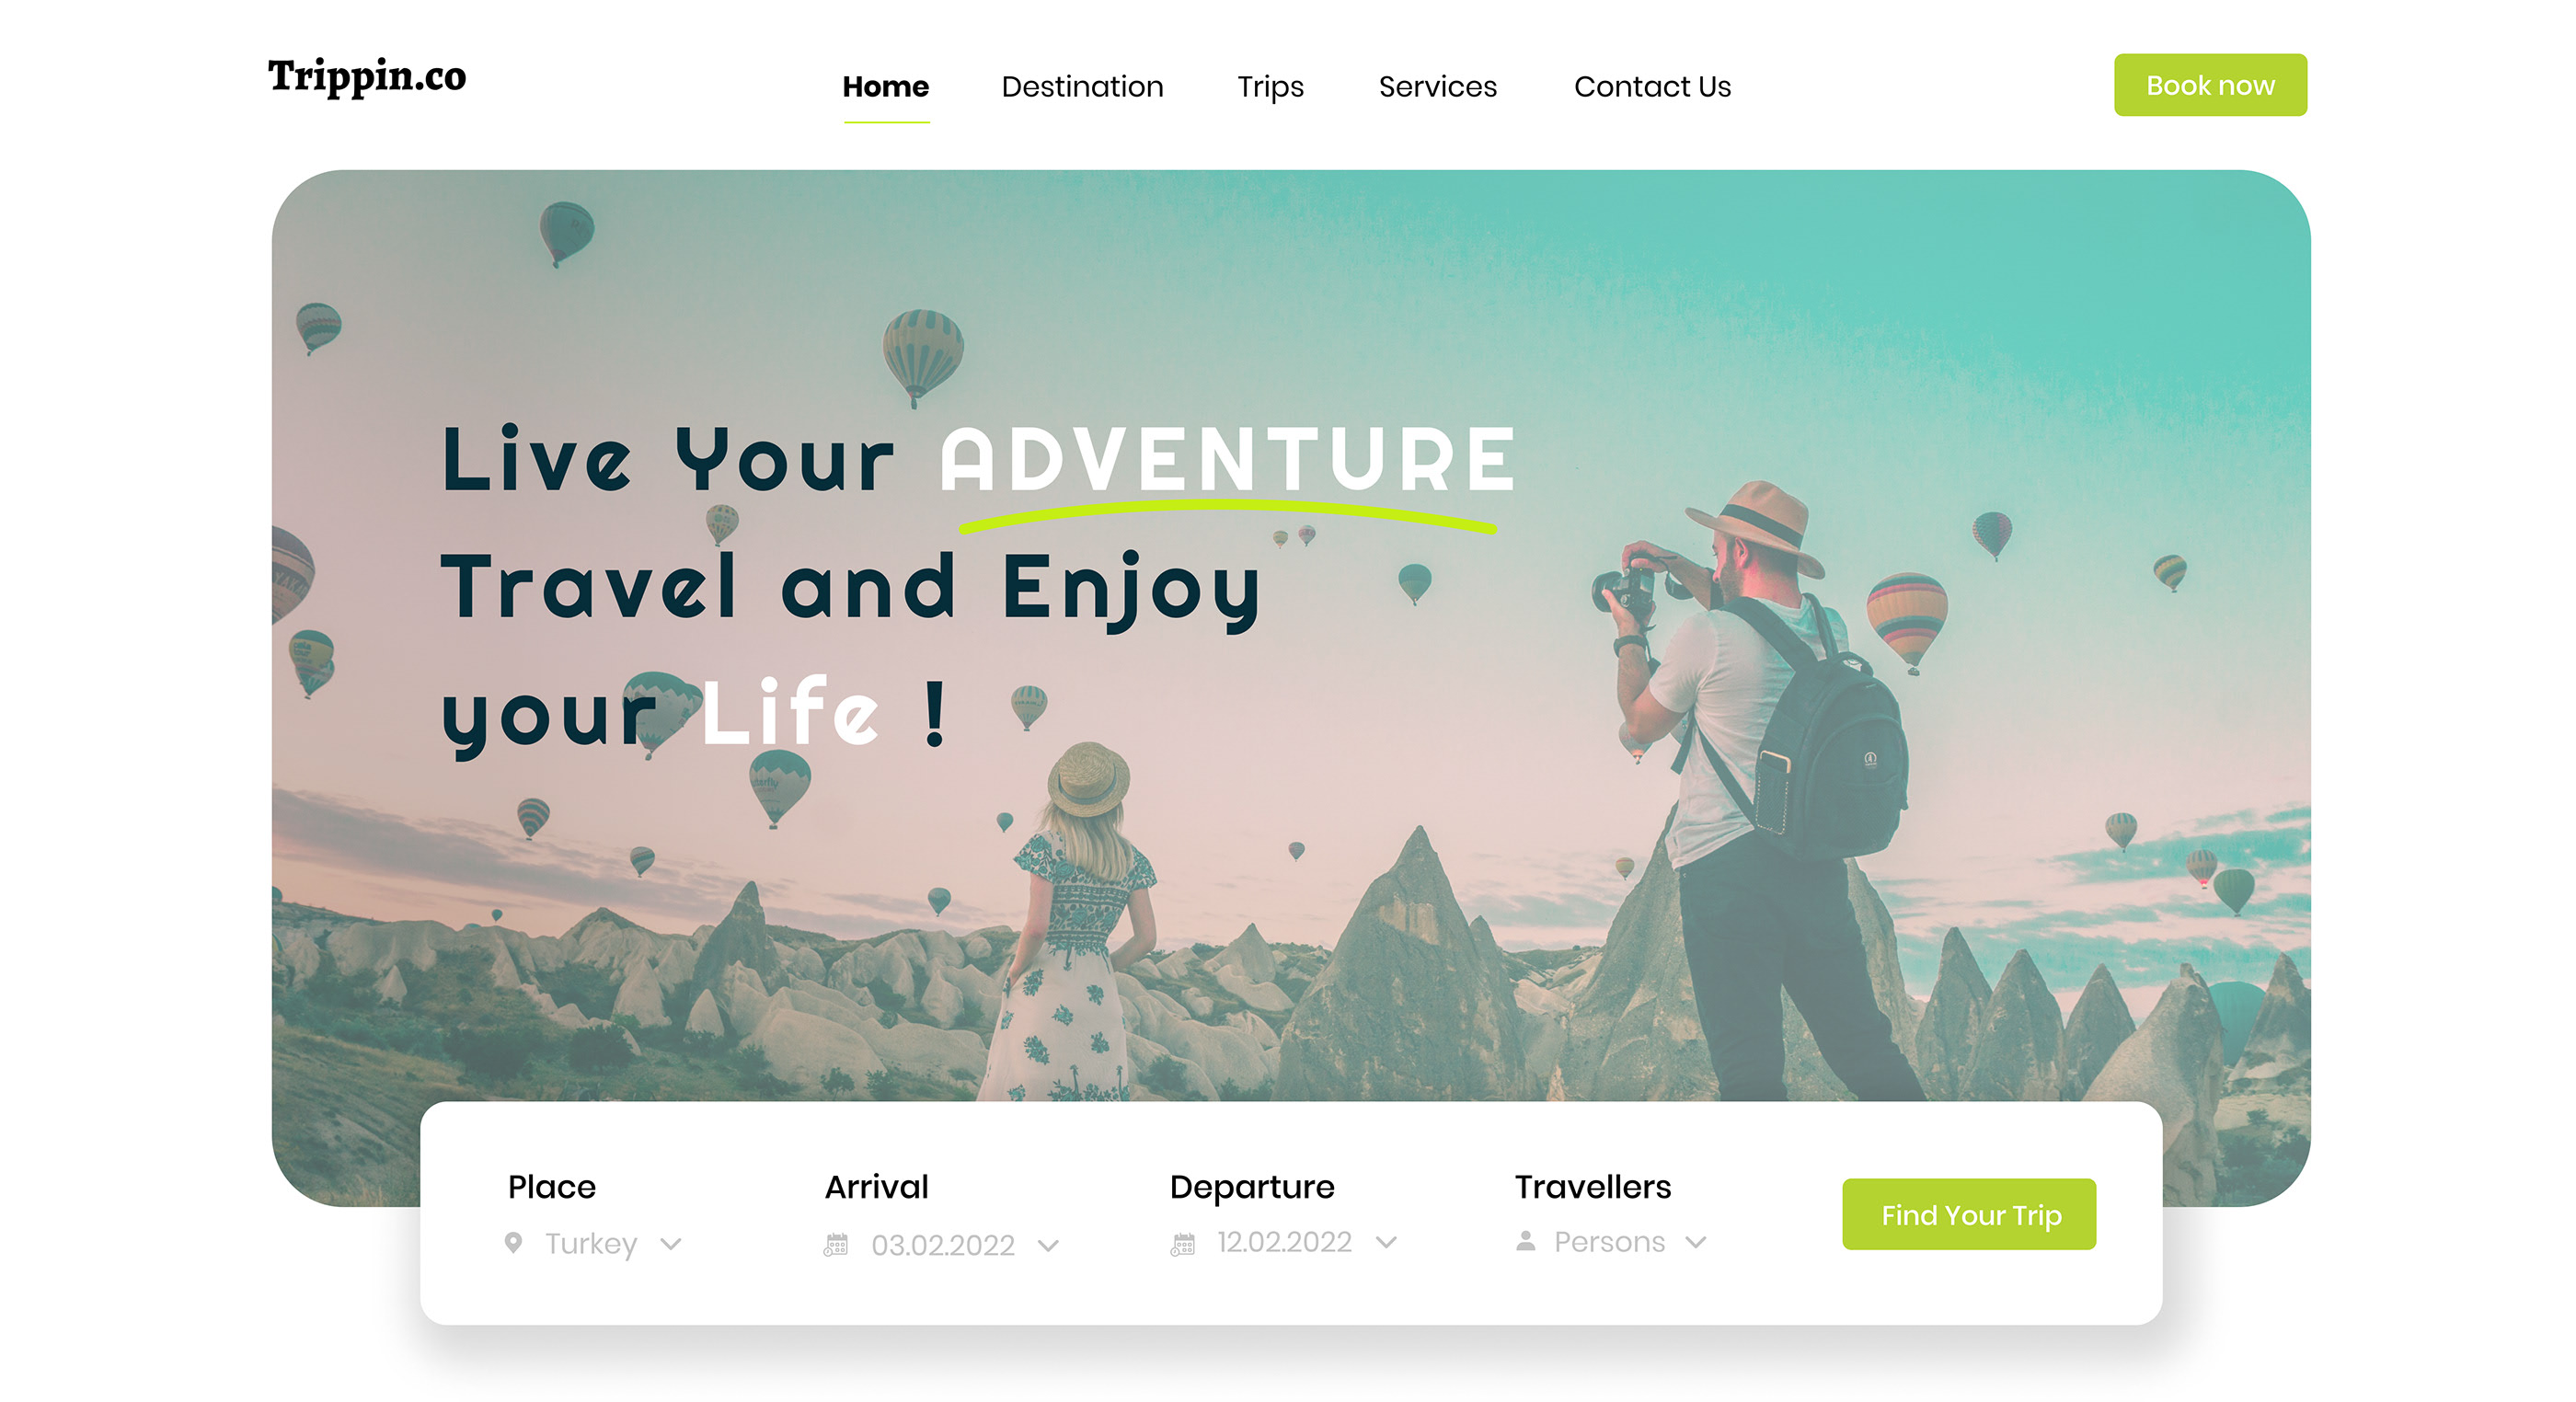 Trippin.co
Home Destination Trips Services Contact Us
Book now
Live Your ADVENTURE
Travel and Enjoy
your Life !
Place Arrival Departure Travellers
Turkey 03.02.2022 12.02.2022 Persons
Find Your Trip